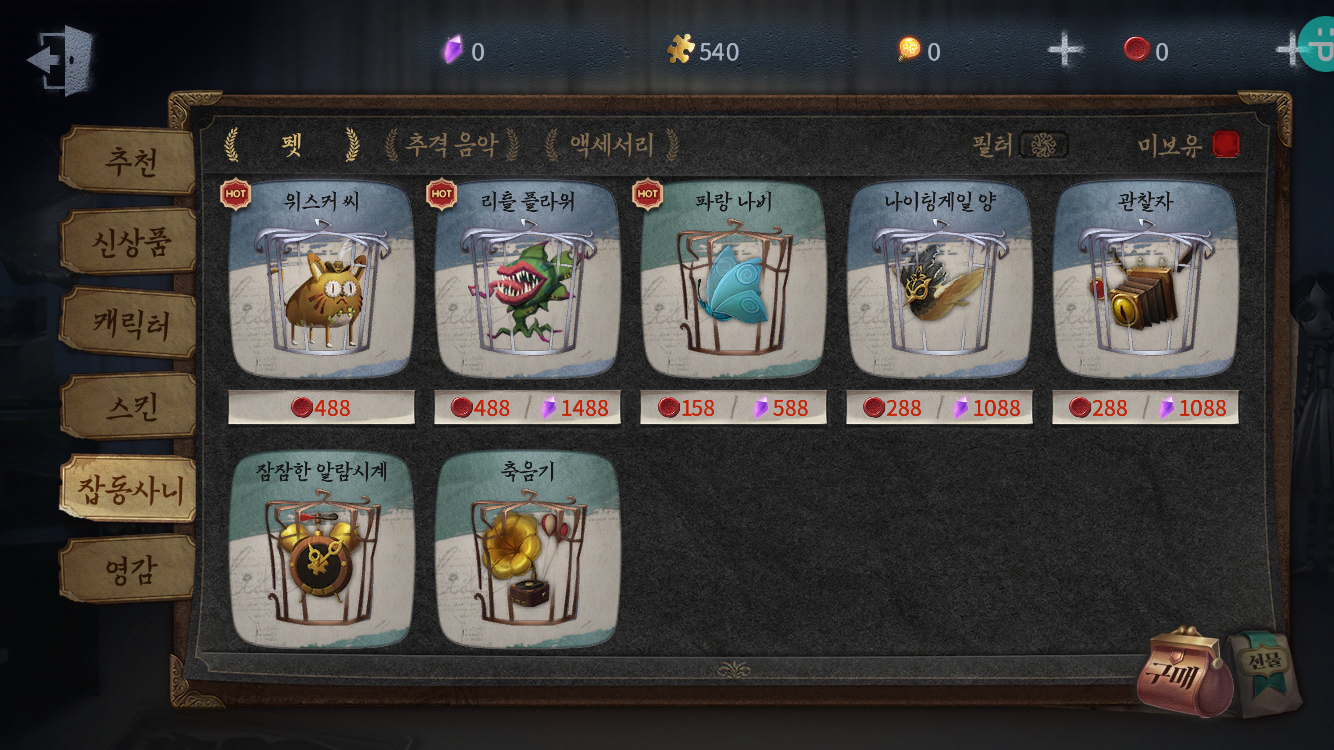 0
540
0
0
추천
신상품
캐릭터
스킨
잡동사니
영감
펫
추격 음악
액세서리
필터
미보유
HOT
위스커 씨
HOT
리틀 플라워
HOT
파랑 나비
나이팅게일 양
관찰자
488
488 / 1488
158 / 588
288 / 1088
288 / 1088
잠잠한 알람시계
축음기
구매
선물